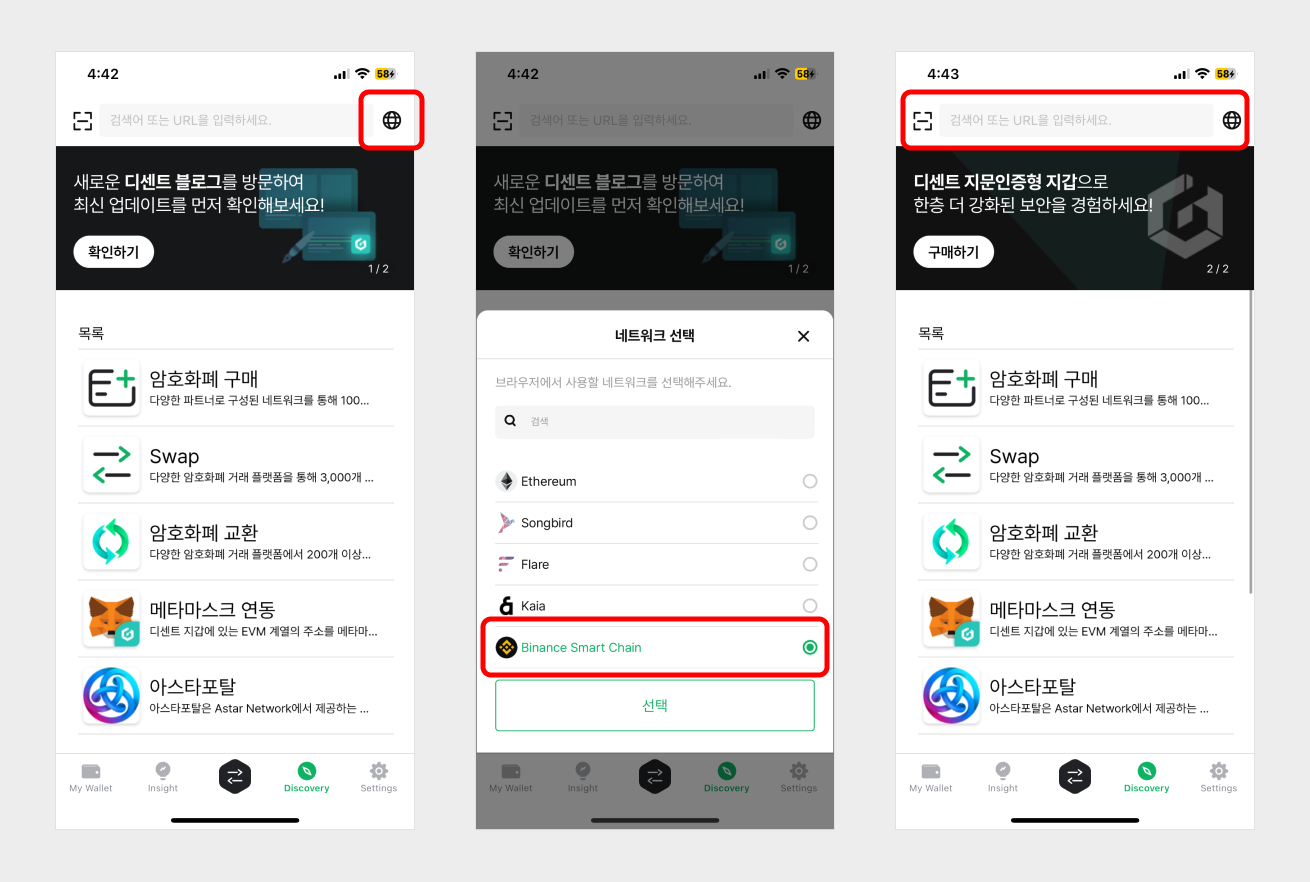 4:42
58
검색어 또는 URL을 입력하세요.
새로운 디센트 블로그를 방문하여
최신 업데이트를 먼저 확인해보세요!
확인하기
1 / 2
목록
암호화폐 구매
다양한 파트너로 구성된 네트워크를 통해 100...
Swap
다양한 암호화폐 거래 플랫폼을 통해 3,000개 ...
암호화폐 교환
다양한 암호화폐 거래 플랫폼에서 200개 이상...
메타마스크 연동
디센트 지갑에 있는 EVM 계열의 주소를 메타마...
아스타포탈
아스타포탈은 Astar Network에서 제공하는 ...
My Wallet
Insight
Discovery
Settings
4:42
58
검색어 또는 URL을 입력하세요.
새로운 디센트 블로그를 방문하여
최신 업데이트를 먼저 확인해보세요!
확인하기
1 / 2
네트워크 선택
브라우저에서 사용할 네트워크를 선택해주세요.
검색
Ethereum
Songbird
Flare
Kaia
Binance Smart Chain
선택
My Wallet
Insight
Discovery
Settings
4:43
58
검색어 또는 URL을 입력하세요.
디센트 지문인증형 지갑으로
한층 더 강화된 보안을 경험하세요!
구매하기
2 / 2
목록
암호화폐 구매
다양한 파트너로 구성된 네트워크를 통해 100...
Swap
다양한 암호화폐 거래 플랫폼을 통해 3,000개 ...
암호화폐 교환
다양한 암호화폐 거래 플랫폼에서 200개 이상...
메타마스크 연동
디센트 지갑에 있는 EVM 계열의 주소를 메타마...
아스타포탈
아스타포탈은 Astar Network에서 제공하는 ...
My Wallet
Insight
Discovery
Settings